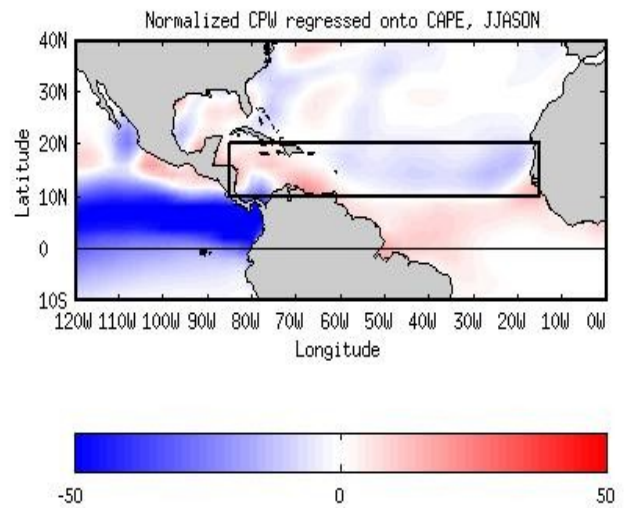 Normalized CPW regressed onto CAPE, JJASON
40N
30N
20N
10N
0
10S
Latitude
120W 110W 100W 90W 80W 70W 60W 50W 40W 30W 20W 10W 0W
Longitude
-50 0 50